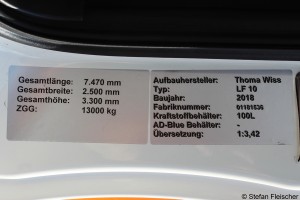 Gesamtlänge: 7.470 mm
Gesamtbreite: 2.500 mm
Gesamthöhe: 3.300 mm
ZGG: 13000 kg
Aufbauhersteller: Thoma Wiss
Typ: LF 10
Baujahr: 2018
Fabriknummer: 01181536
Kraftstoffbehälter: 100L
AD-Blue Behälter: -
Übersetzung: 1:3,42
© Stefan Fleischer